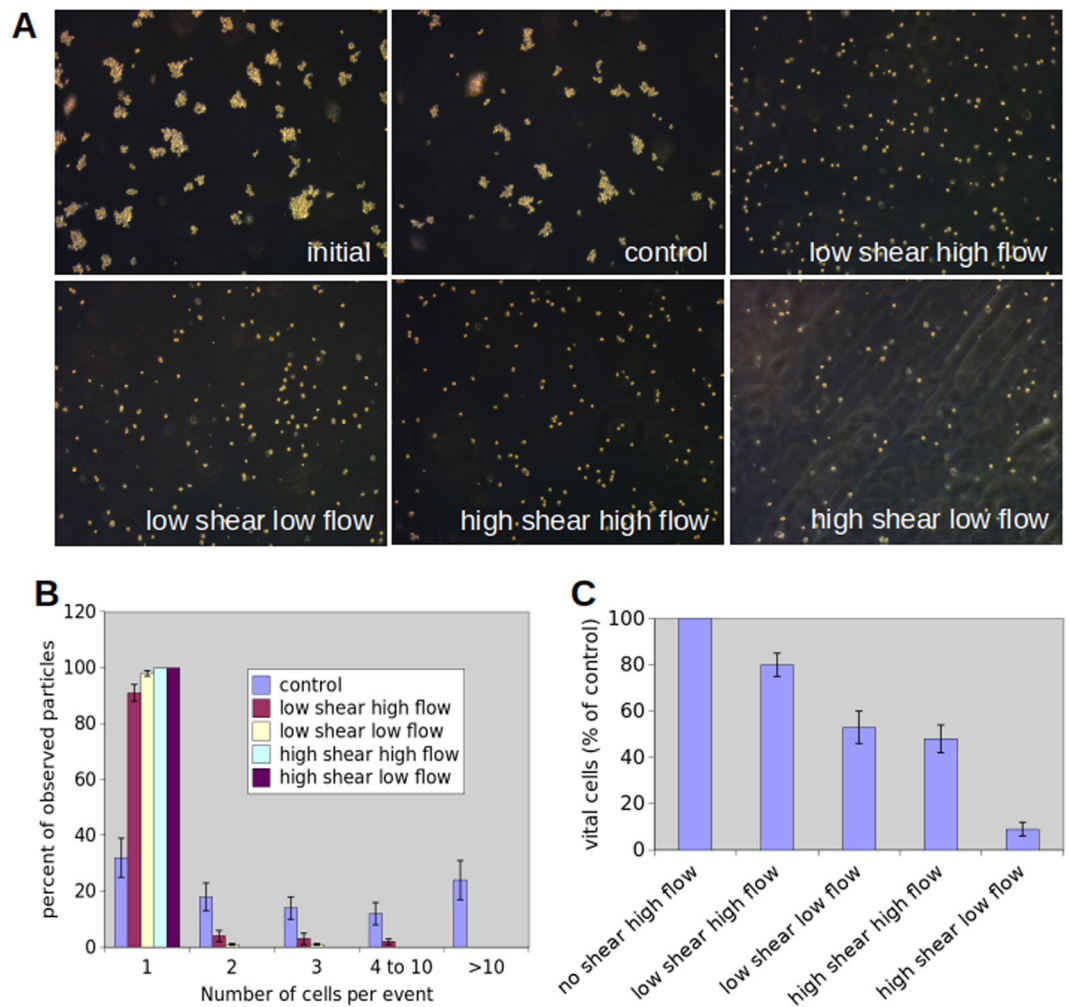 A
initial
control
low shear high flow
low shear low flow
high shear high flow
high shear low flow
B
120
100
80
60
40
20
0
percent of observed particles
control
low shear high flow
low shear low flow
high shear high flow
high shear low flow
1 2 3 4 to 10 >10
Number of cells per event
C
100
80
60
40
20
0
vital cells (% of control)
no shear high flow
low shear high flow
low shear low flow
high shear high flow
high shear low flow